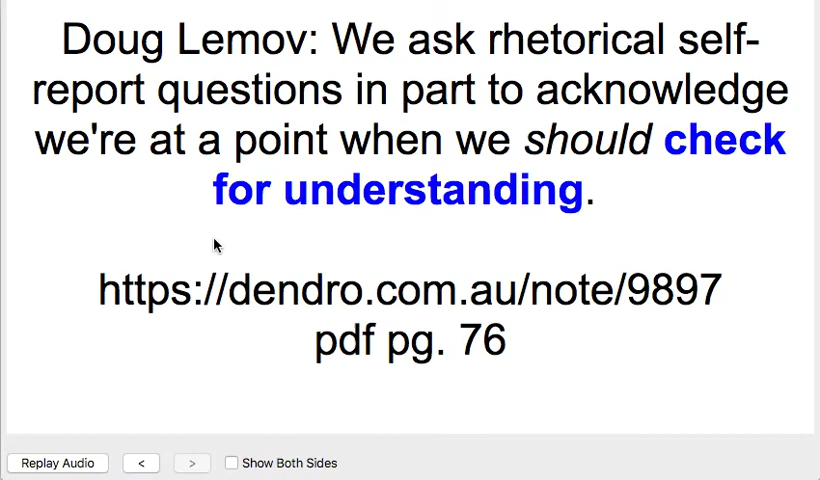 Doug Lemov: We ask rhetorical self-
report questions in part to acknowledge
we're at a point when we should check
for understanding.
https://dendro.com.au/note/9897
pdf pg. 76
Replay Audio < > Show Both Sides